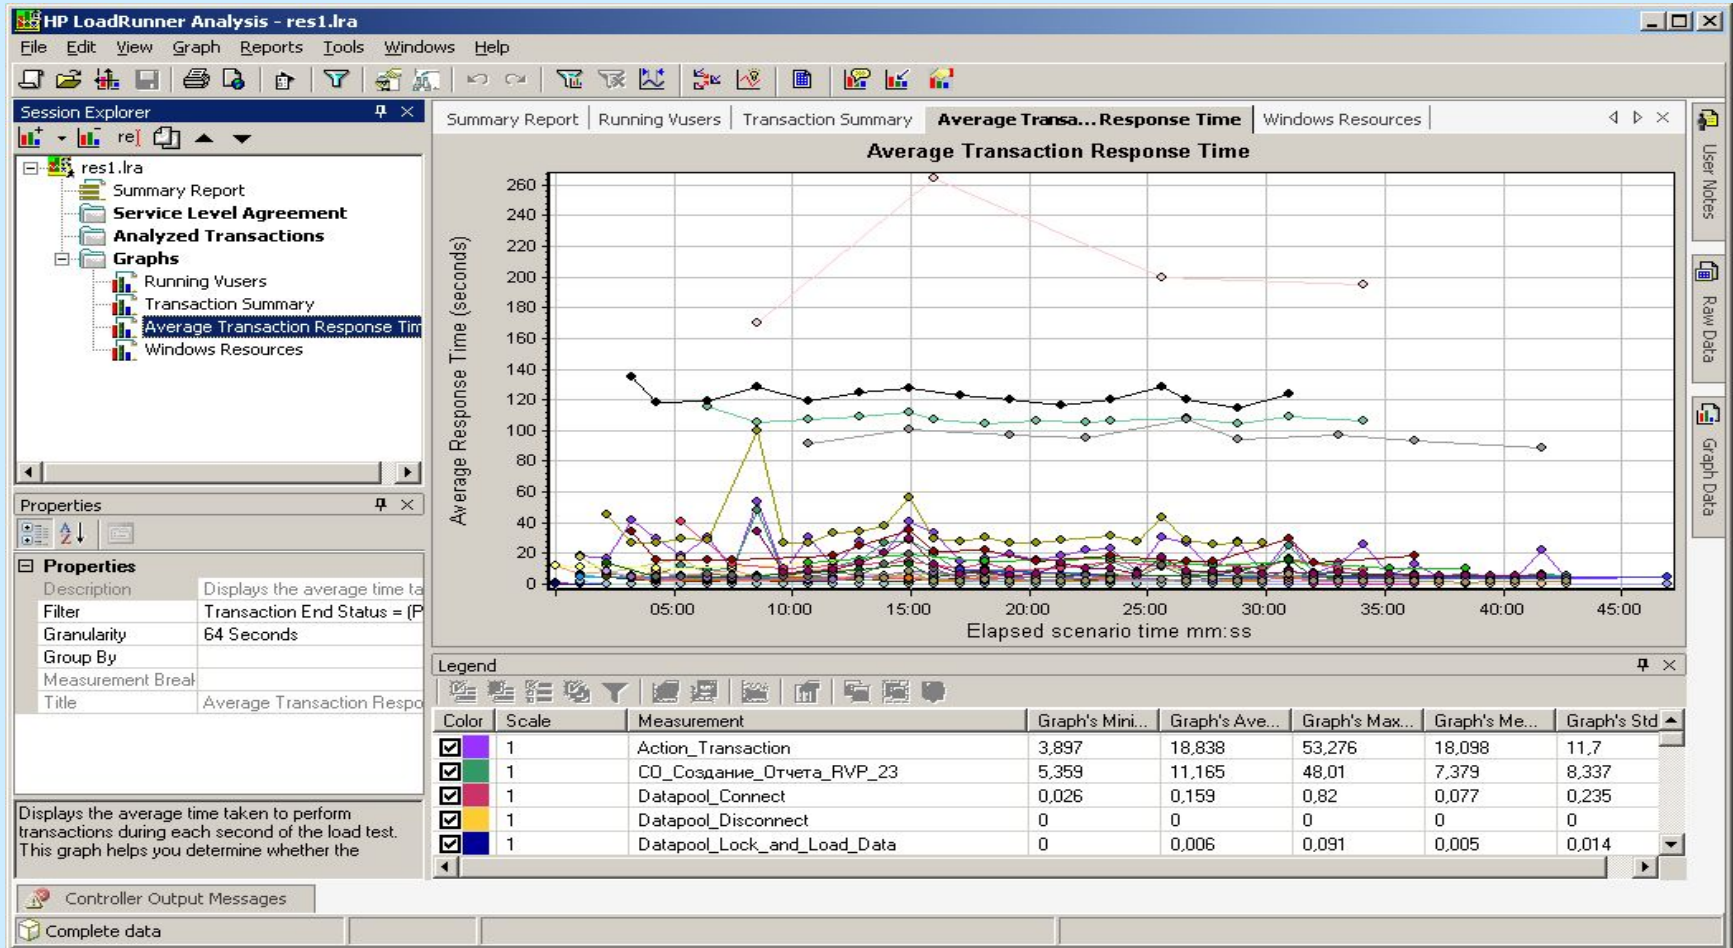 HP LoadRunner Analysis - res1.lra
File Edit View Graph Reports Tools Windows Help
Session Explorer
res1.lra
Summary Report
Service Level Agreement
Analyzed Transactions
Graphs
Running Vusers
Transaction Summary
Average Transaction Response Tim
Windows Resources
Properties
Properties
Description Displays the average time ta
Filter Transaction End Status = (P
Granularity 64 Seconds
Group By
Measurement Break
Title Average Transaction Respo
Displays the average time taken to perform
transactions during each second of the load test.
This graph helps you determine whether the
Summary Report Running Vusers Transaction Summary Average Transa... Response Time Windows Resources
Average Transaction Response Time
Average Response Time (seconds)
260
240
220
200
180
160
140
120
100
80
60
40
20
0
05:00 10:00 15:00 20:00 25:00 30:00 35:00 40:00 45:00
Elapsed scenario time mm:ss
Legend
Color Scale Measurement Graph's Mini... Graph's Ave... Graph's Max... Graph's Me... Graph's Std
1 Action_Transaction 3,897 18,838 53,276 18,098 11,7
1 СО_Создание_Отчета_RVP_23 5,359 11,165 48,01 7,379 8,337
1 Datapool_Connect 0,026 0,159 0,82 0,077 0,235
1 Datapool_Disconnect 0 0 0 0 0
1 Datapool_Lock_and_Load_Data 0 0,006 0,091 0,005 0,014
User Notes
Raw Data
Graph Data
Controller Output Messages
Complete data